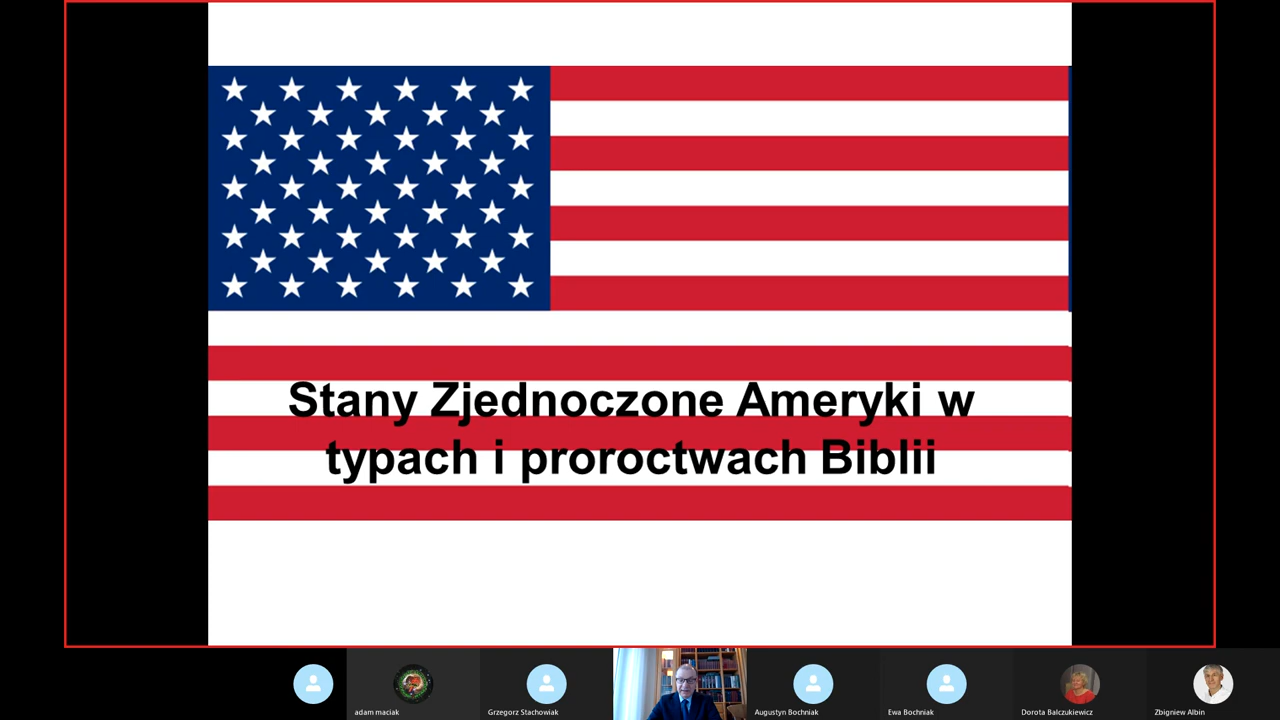 Stany Zjednoczone Ameryki w
typach i proroctwach Biblii
adam maciak
Grzegorz Stachowiak
Augustyn Bochniak
Ewa Bochniak
Dorota Balczukiewicz
Zbigniew Albin